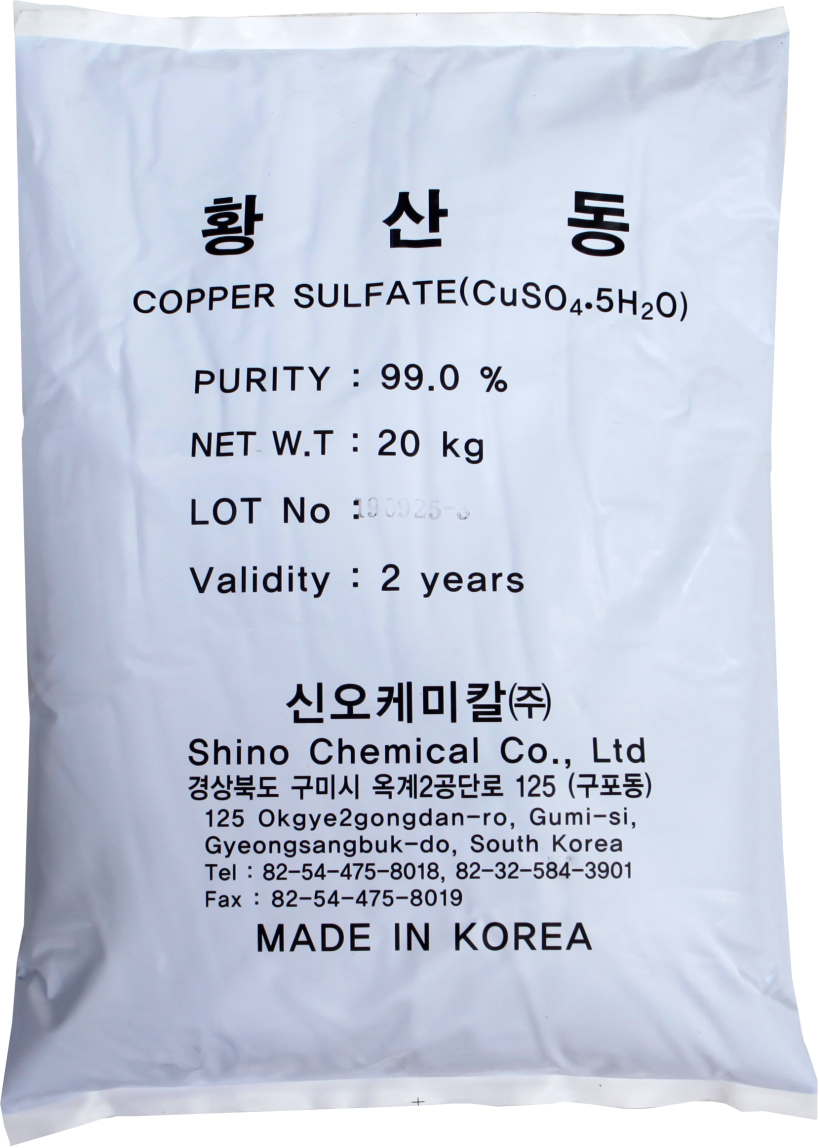 황 산 동
COPPER SULFATE(CuSO₄•5H₂O)
PURITY : 99.0 %
NET W.T : 20 kg
LOT No :
Validity : 2 years
신오케미칼㈜
Shino Chemical Co., Ltd
경상북도 구미시 옥계2공단로 125 (구포동)
125 Okgye2gongdan-ro, Gumi-si,
Gyeongsangbuk-do, South Korea
Tel : 82-54-475-8018, 82-32-584-3901
Fax : 82-54-475-8019
MADE IN KOREA